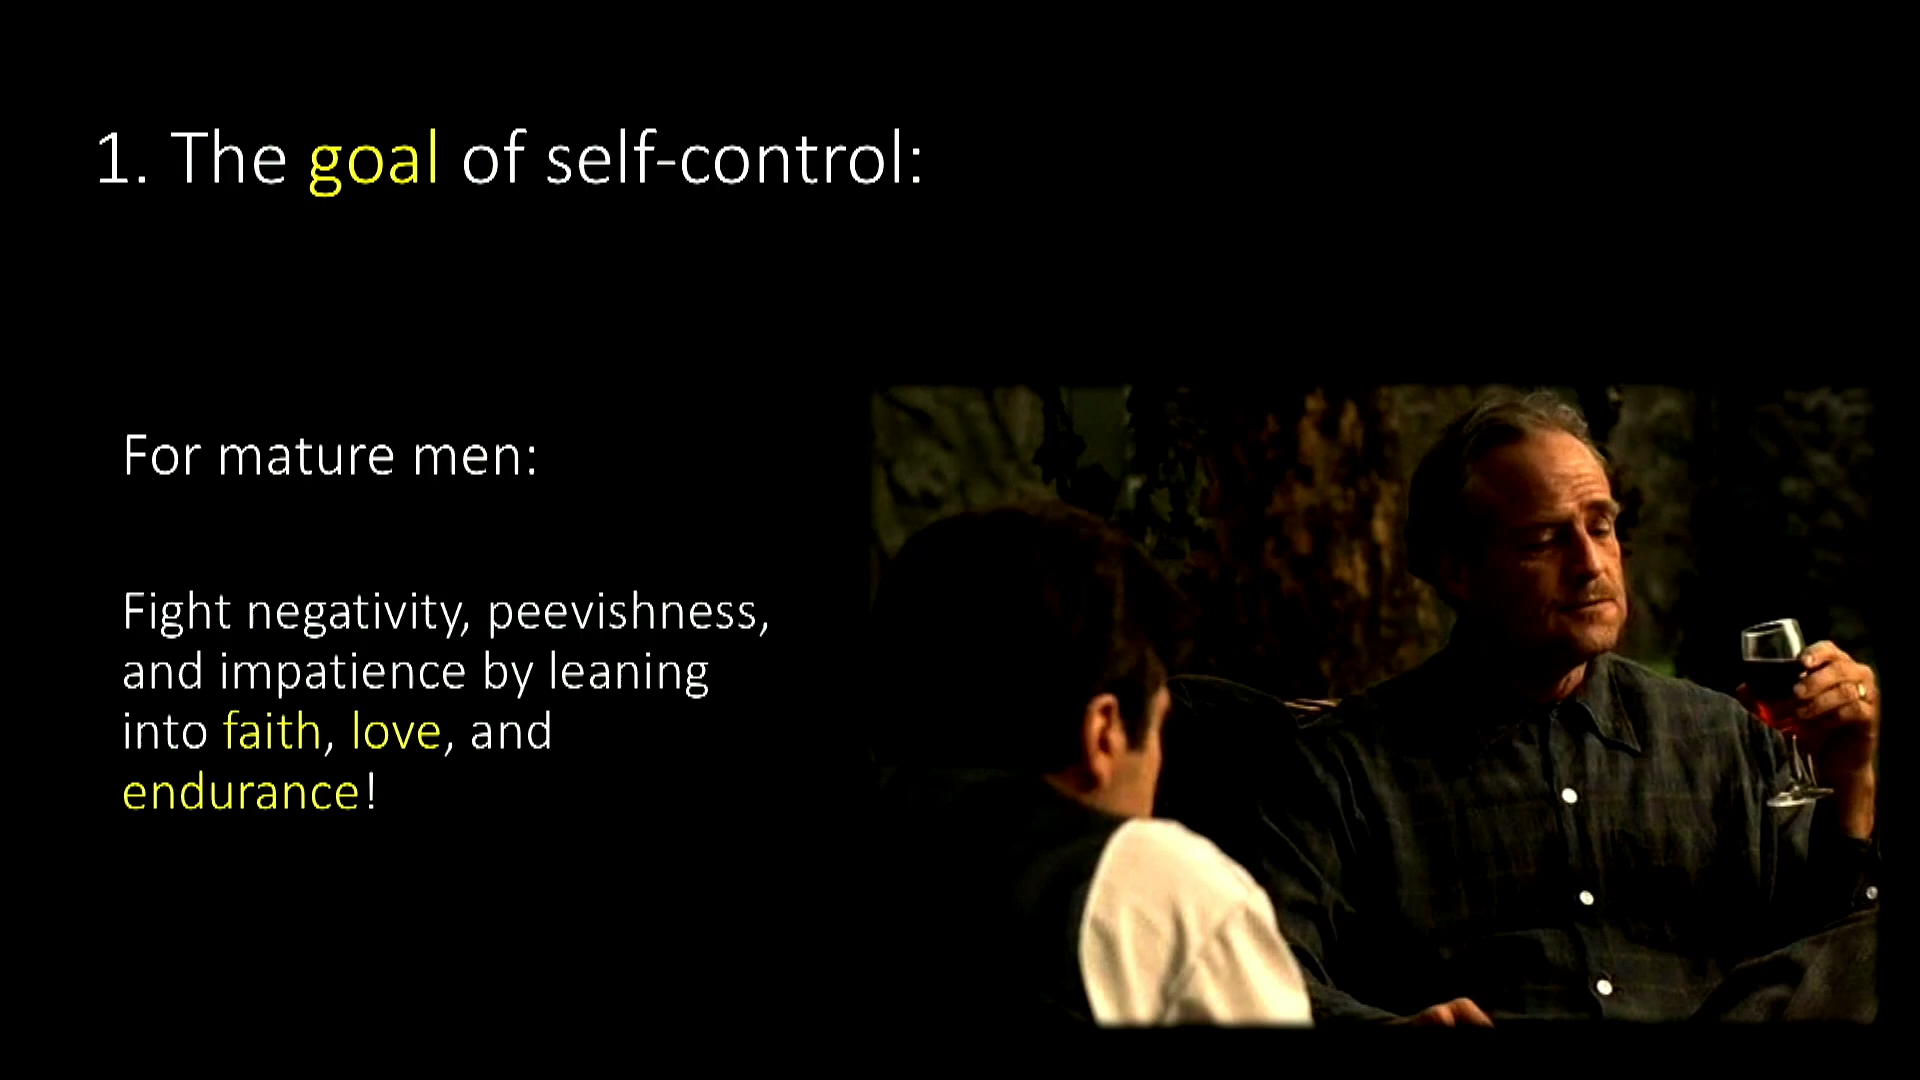 1. The goal of self-control:
For mature men:
Fight negativity, peevishness,
and impatience by leaning
into faith, love, and
endurance!